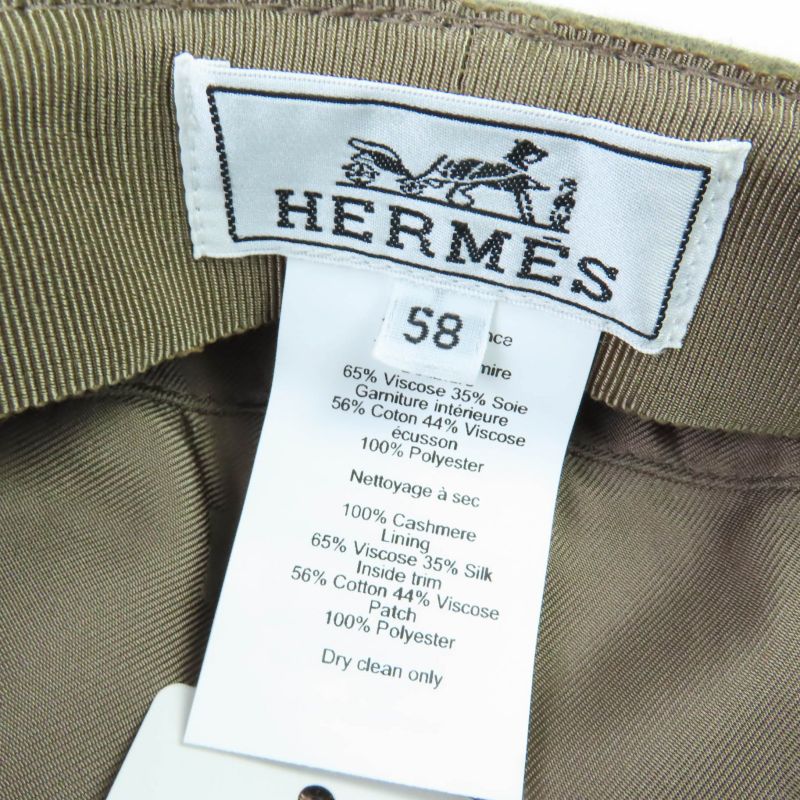 HERMÈS
58
65% Viscose 35% Soie
Garniture intérieure
56% Coton 44% Viscose
écusson
100% Polyester
Nettoyage à sec
100% Cashmere
Lining
65% Viscose 35% Silk
Inside trim
56% Cotton 44% Viscose
Patch
100% Polyester
Dry clean only